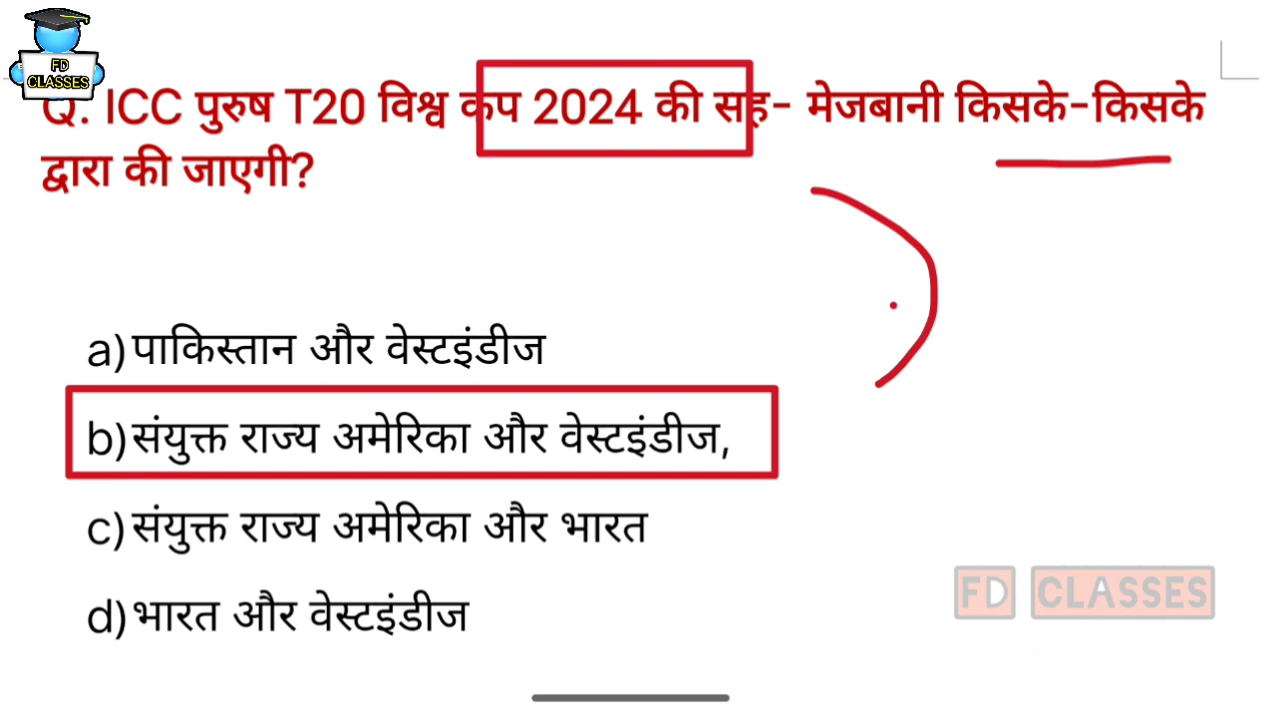 FD
CLASSES
Q. ICC पुरुष T20 विश्व कप 2024 की सह- मेजबानी किसके-किसके
द्वारा की जाएगी?
a) पाकिस्तान और वेस्टइंडीज
b) संयुक्त राज्य अमेरिका और वेस्टइंडीज,
c) संयुक्त राज्य अमेरिका और भारत
d) भारत और वेस्टइंडीज
FD CLASSES